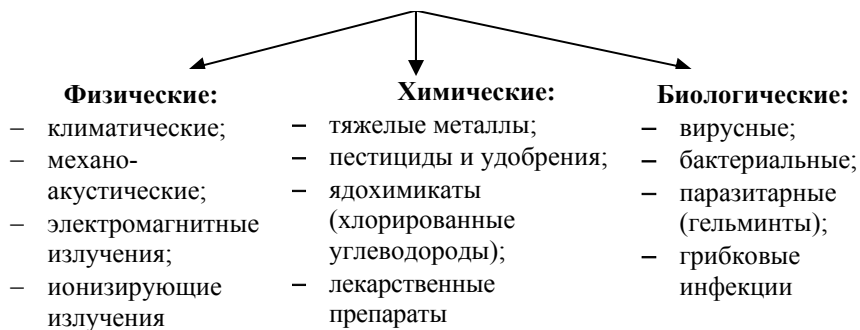 Физические:
– климатические;
– механо-
акустические;
– электромагнитные
излучения;
– ионизирующие
излучения
Химические:
– тяжелые металлы;
– пестициды и удобрения;
– ядохимикаты
(хлорированные
углеводороды);
– лекарственные
препараты
Биологические:
– вирусные;
– бактериальные;
– паразитарные
(гельминты);
– грибковые
инфекции